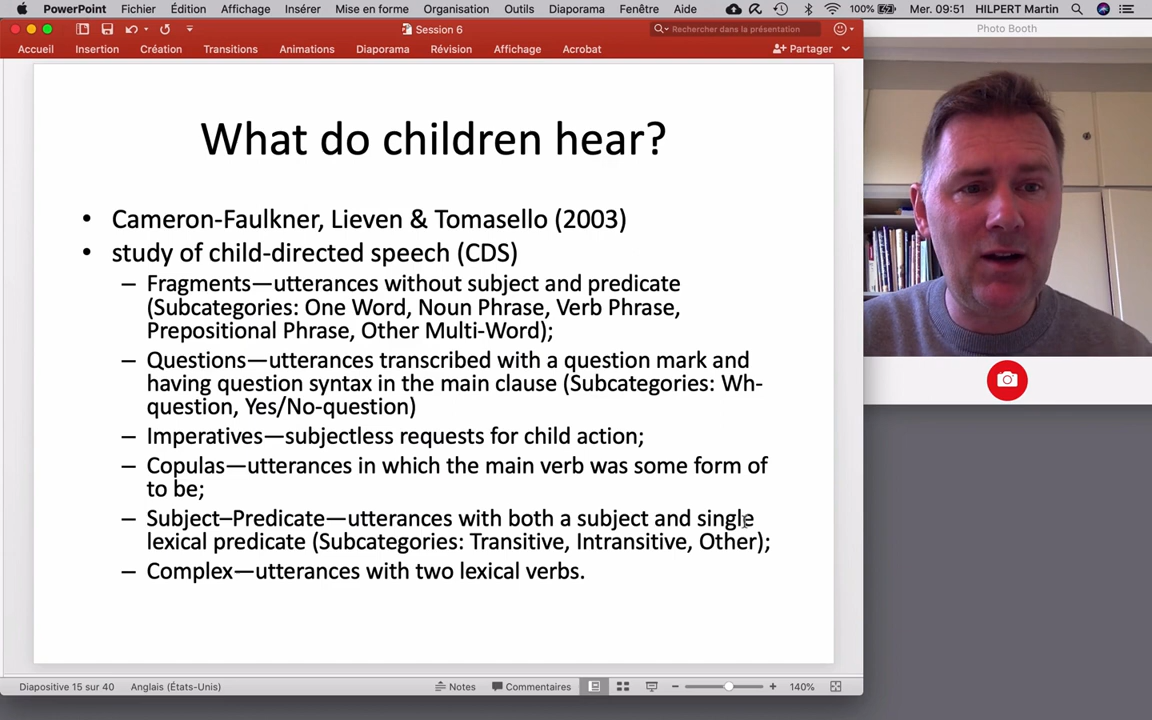 PowerPoint Fichier Édition Affichage Insérer Mise en forme Organisation Outils Diaporama Fenêtre Aide 100% Mer. 09:51 HILPERT Martin
Session 6
Rechercher dans la présentation
Photo Booth
Accueil Insertion Création Transitions Animations Diaporama Révision Affichage Acrobat Partager
What do children hear?
• Cameron-Faulkner, Lieven & Tomasello (2003)
• study of child-directed speech (CDS)
– Fragments—utterances without subject and predicate
(Subcategories: One Word, Noun Phrase, Verb Phrase,
Prepositional Phrase, Other Multi-Word);
– Questions—utterances transcribed with a question mark and
having question syntax in the main clause (Subcategories: Wh-
question, Yes/No-question)
– Imperatives—subjectless requests for child action;
– Copulas—utterances in which the main verb was some form of
to be;
– Subject–Predicate—utterances with both a subject and single
lexical predicate (Subcategories: Transitive, Intransitive, Other);
– Complex—utterances with two lexical verbs.
Diapositive 15 sur 40 Anglais (États-Unis) Notes Commentaires 140%